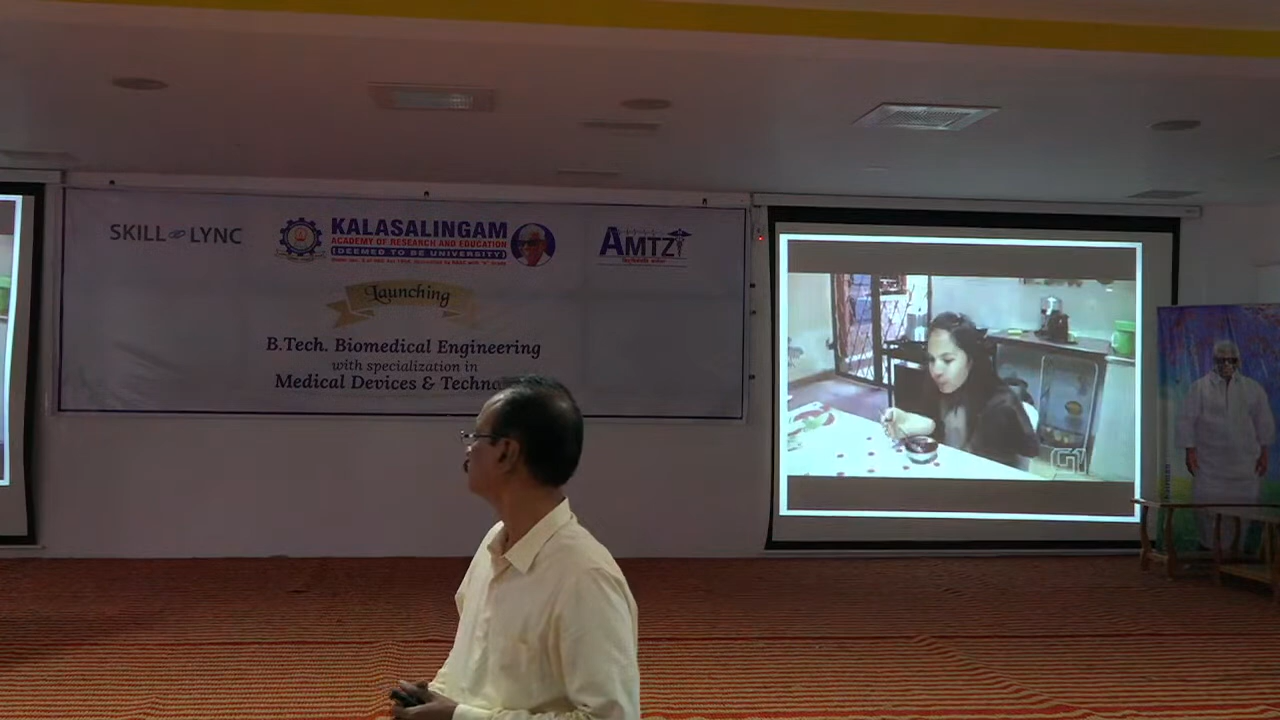 SKILL LYNC
KALASALINGAM
ACADEMY OF RESEARCH AND EDUCATION
(DEEMED TO BE UNIVERSITY)
AMTZ
Launching
B.Tech. Biomedical Engineering
with specialization in
Medical Devices & Techno
G1